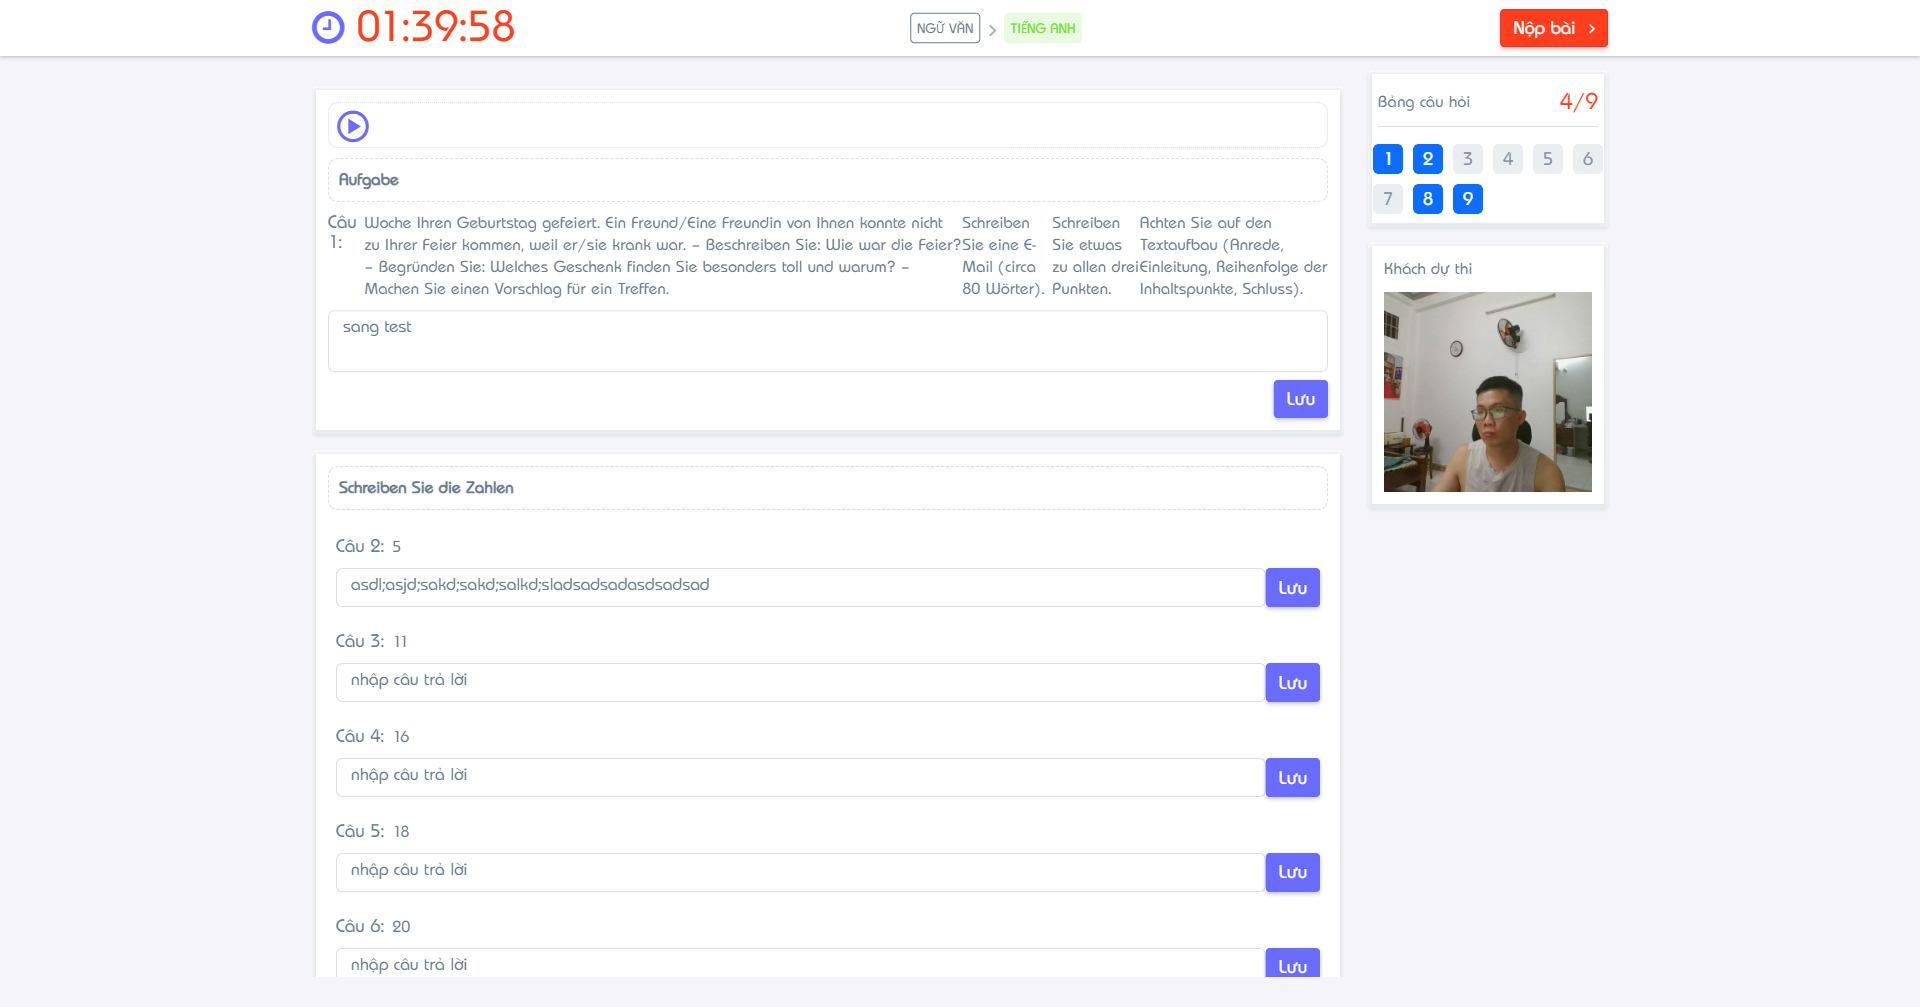 01:39:58
NGỮ VĂN
TIẾNG ANH
Nộp bài
Aufgabe
Câu 1:
Woche Ihren Geburtstag gefeiert. Ein Freund/Eine Freundin von Ihnen konnte nicht
zu Ihrer Feier kommen, weil er/sie krank war. – Beschreiben Sie: Wie war die Feier?
– Begründen Sie: Welches Geschenk finden Sie besonders toll und warum? –
Machen Sie einen Vorschlag für ein Treffen.
Schreiben
Sie eine E-
Mail (circa
80 Wörter).
Schreiben
Sie etwas
zu allen drei
Punkten.
Achten Sie auf den
Textaufbau (Anrede,
Einleitung, Reihenfolge der
Inhaltspunkte, Schluss).
sang test
Lưu
Schreiben Sie die Zahlen
Câu 2: 5
asdl;asjd;sakd;sakd;salkd;sladsadsadasdsadsad
Lưu
Câu 3: 11
nhập câu trả lời
Lưu
Câu 4: 16
nhập câu trả lời
Lưu
Câu 5: 18
nhập câu trả lời
Lưu
Câu 6: 20
nhập câu trả lời
Lưu
Bảng câu hỏi
4/9
1 2 3 4 5 6
7 8 9
Khách dự thi